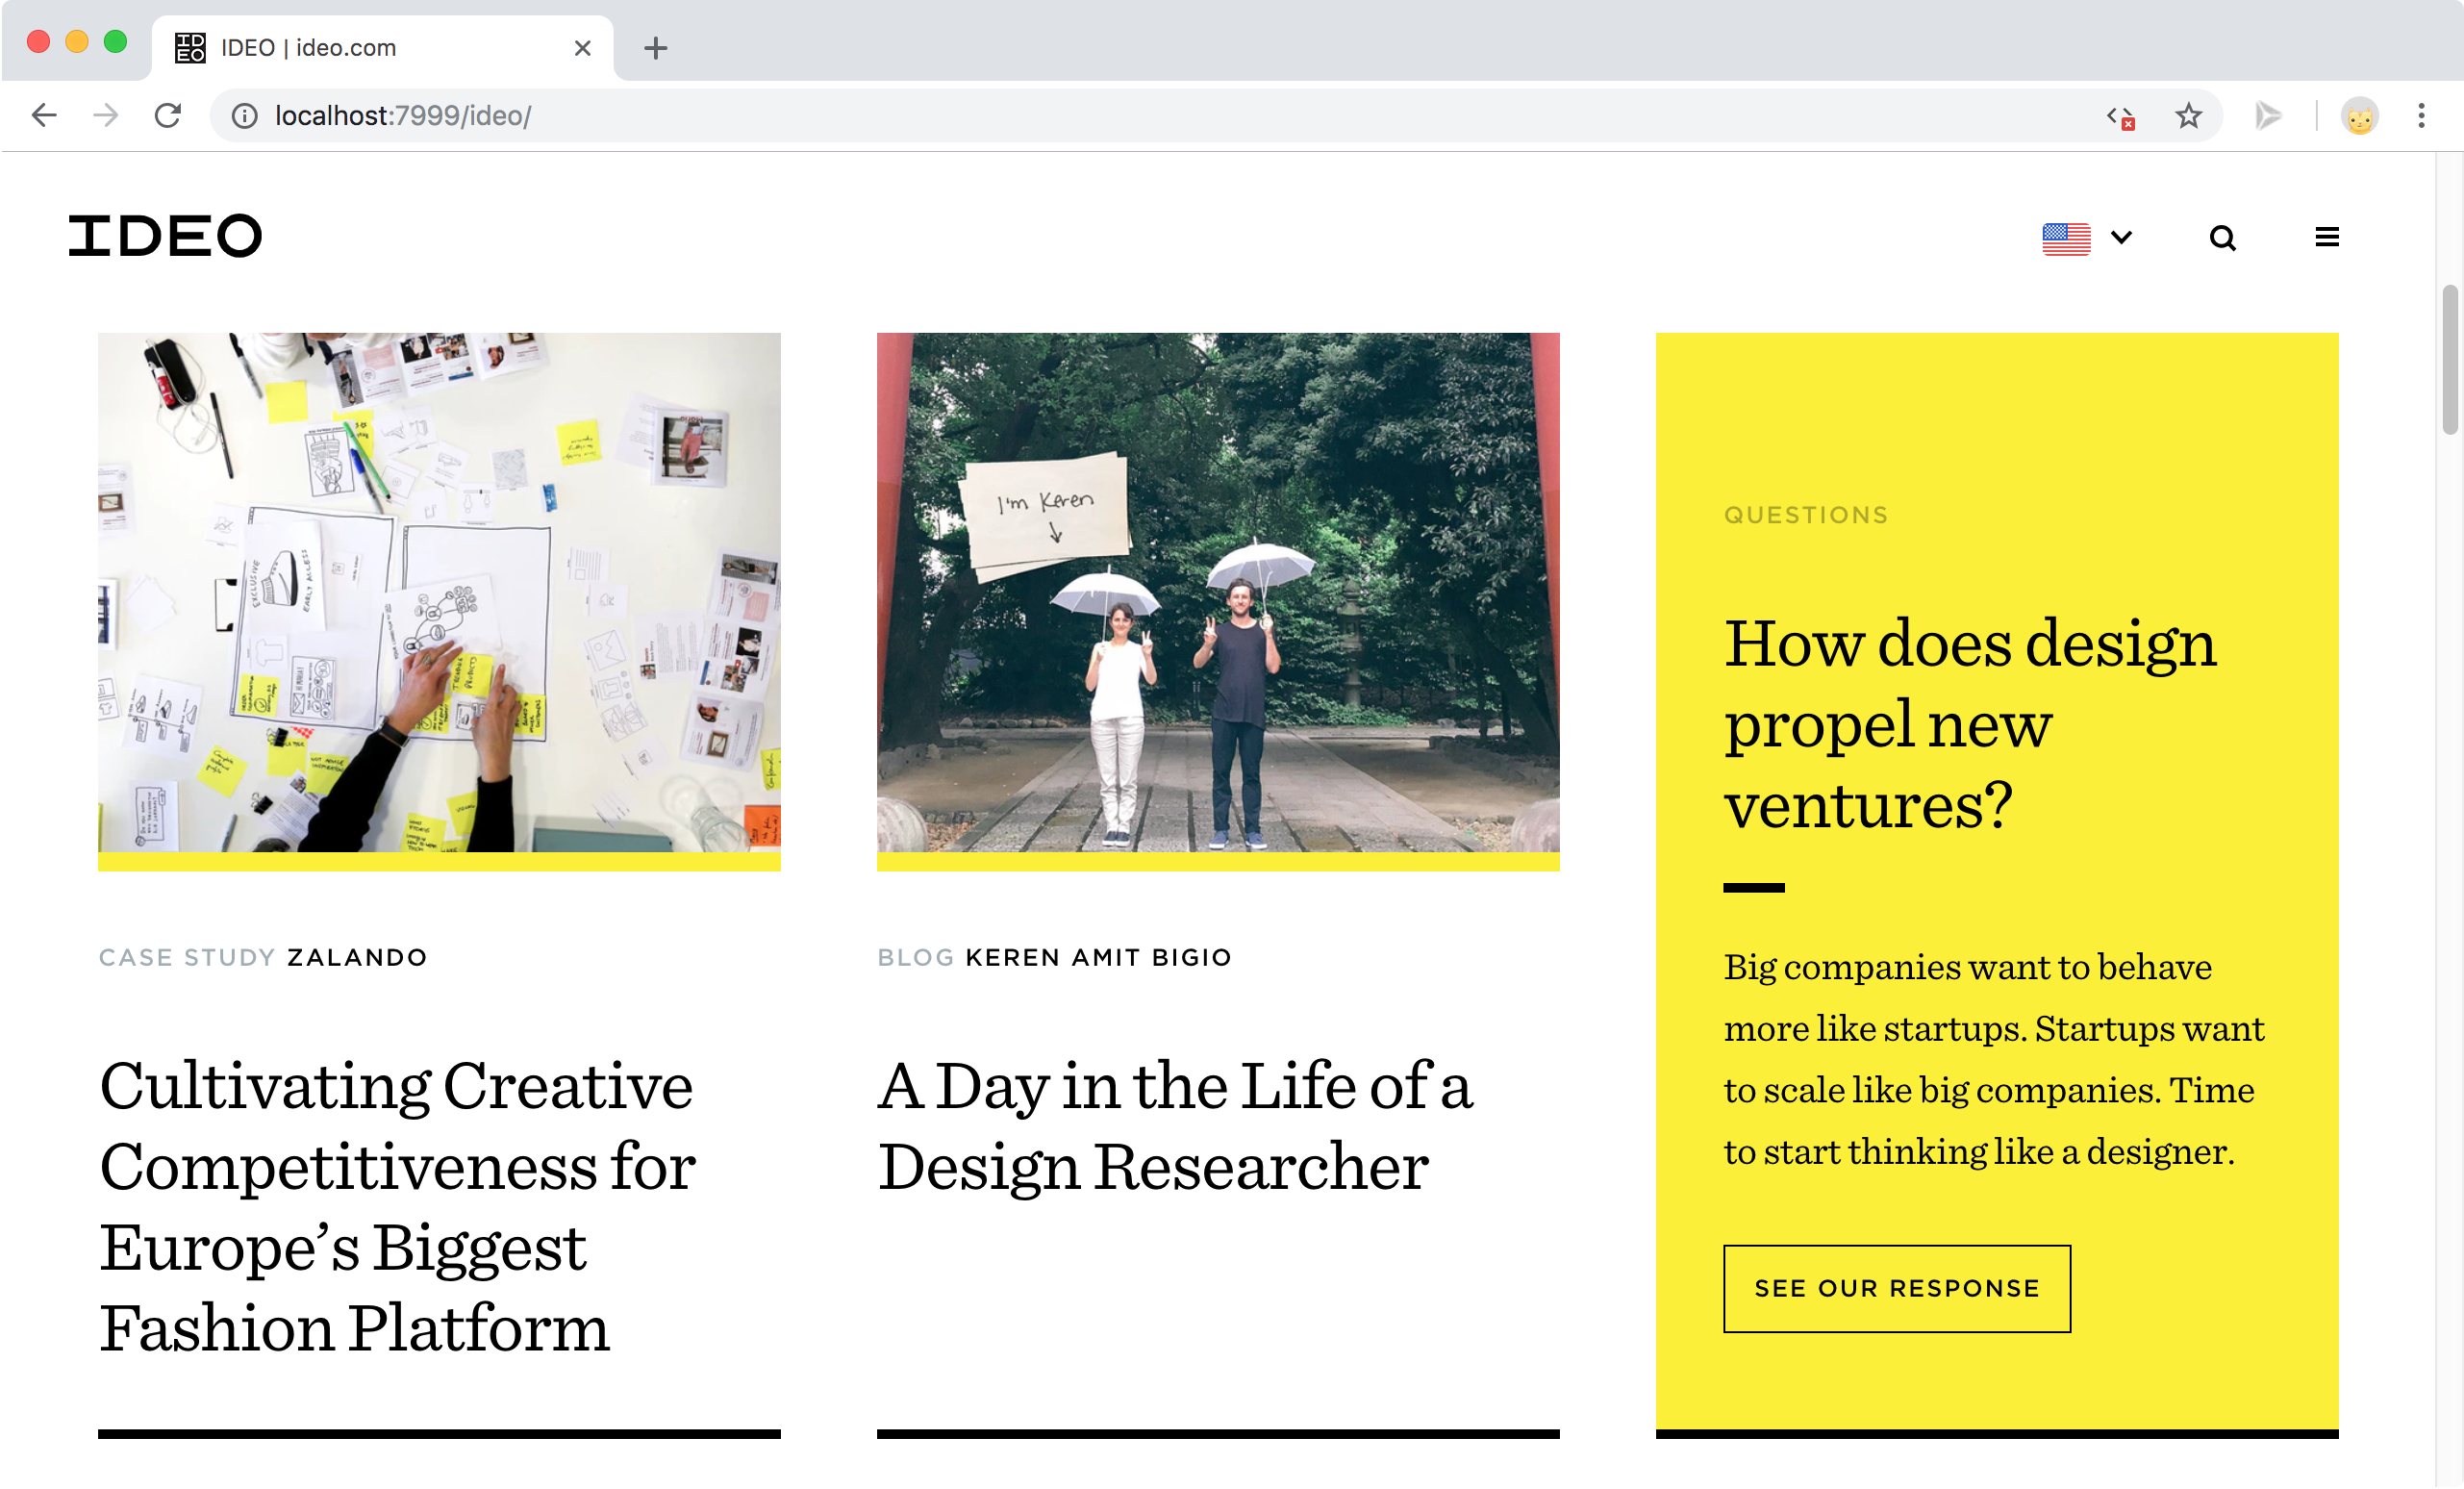 IDEO | ideo.com
localhost:7999/ideo/
IDEO
EXCLUSIVE
EARLY ACCESS
I'm Keren
CASE STUDY ZALANDO
Cultivating Creative
Competitiveness for
Europe’s Biggest
Fashion Platform
BLOG KEREN AMIT BIGIO
A Day in the Life of a
Design Researcher
QUESTIONS
How does design
propel new
ventures?
Big companies want to behave
more like startups. Startups want
to scale like big companies. Time
to start thinking like a designer.
SEE OUR RESPONSE